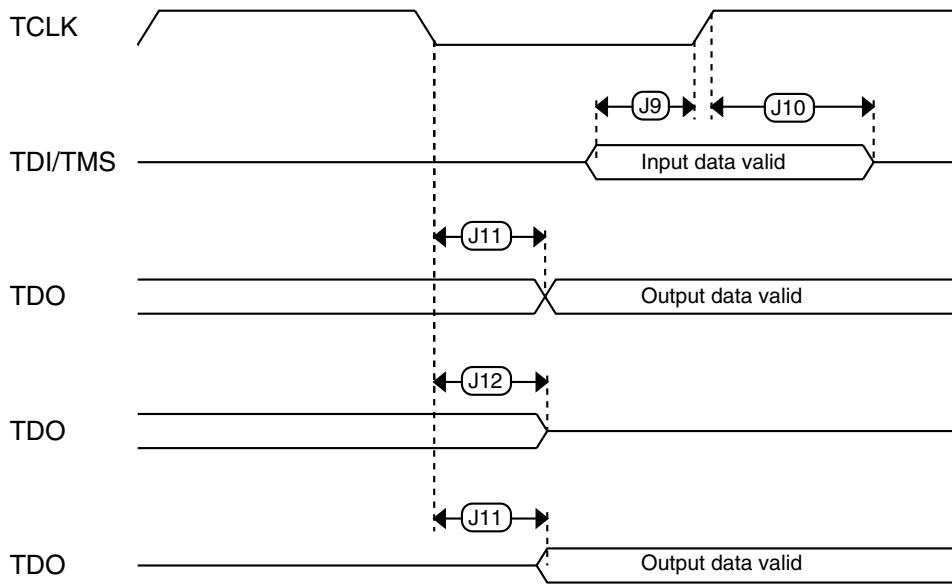 TCLK
J9
J10
TDI/TMS
Input data valid
J11
TDO
Output data valid
J12
TDO
J11
TDO
Output data valid